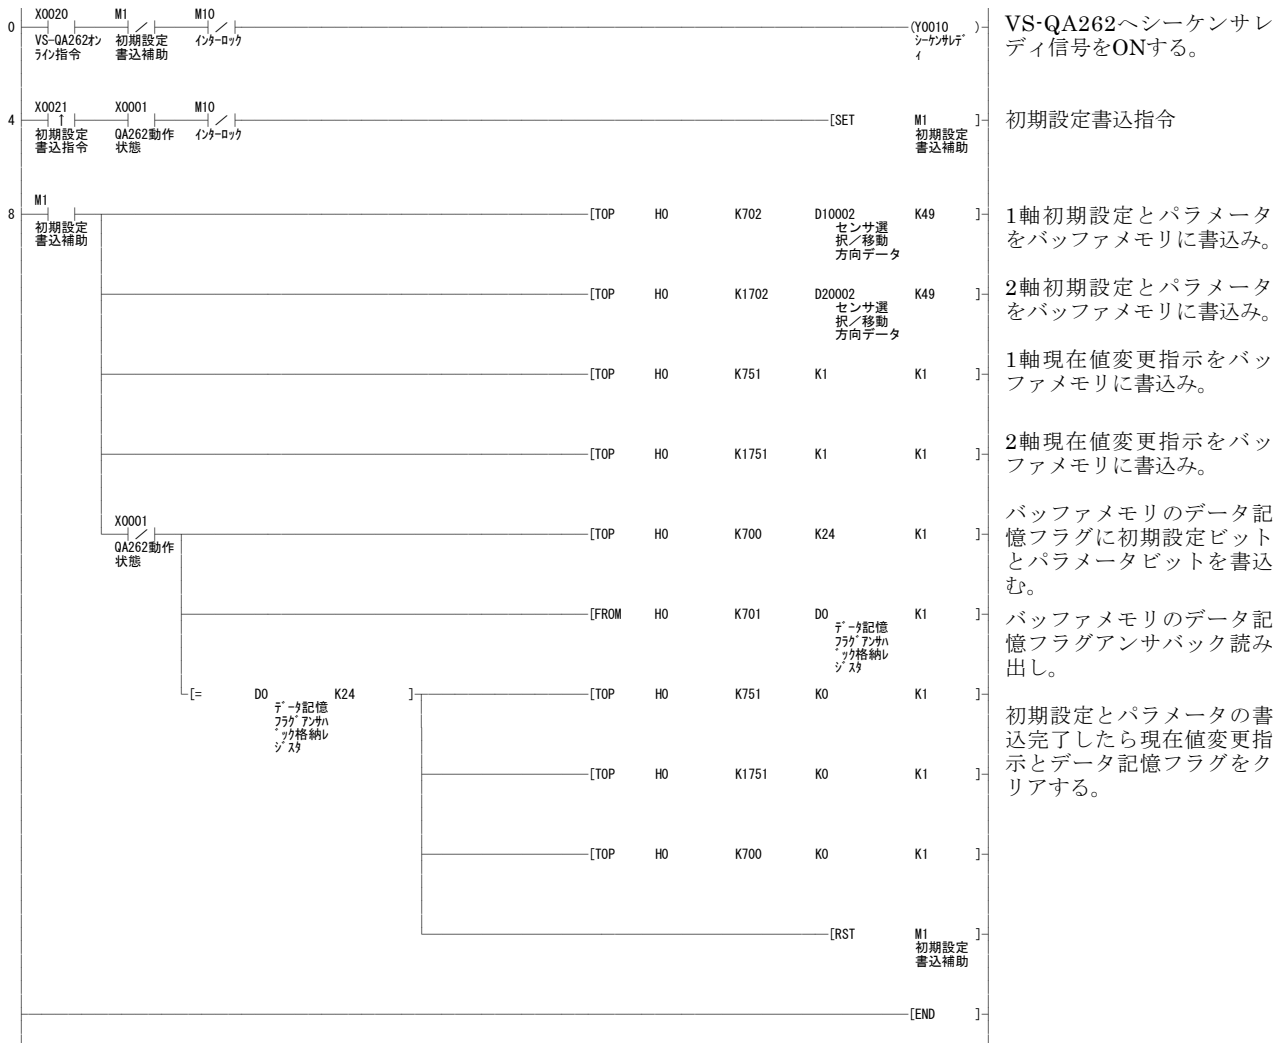 X0020 M1 M10
0 (Y0010 )
VS-QA262オン 初期設定 インターロック シーケンサレデ
ライン指令 書込補助 ィ
VS-QA262へシーケンサレ
ディ信号をONする。
X0021 X0001 M10
4 ↑ [SET M1 ]
初期設定 QA262動作 インターロック 初期設定
書込指令 状態 書込補助
初期設定書込指令
M1
8 [TOP H0 K702 D10002 K49 ]
初期設定 センサ選
書込補助 択／移動
方向データ
1軸初期設定とパラメータ
をバッファメモリに書込み。
[TOP H0 K1702 D20002 K49 ]
センサ選
択／移動
方向データ
2軸初期設定とパラメータ
をバッファメモリに書込み。
[TOP H0 K751 K1 K1 ]
1軸現在値変更指示をバッ
ファメモリに書込み。
[TOP H0 K1751 K1 K1 ]
2軸現在値変更指示をバッ
ファメモリに書込み。
X0001
[TOP H0 K700 K24 K1 ]
QA262動作
状態
バッファメモリのデータ記
憶フラグに初期設定ビット
とパラメータビットを書込
む。
[FROM H0 K701 D0 K1 ]
データ記憶
フラグアンサバ
ック格納レ
ジスタ
バッファメモリのデータ記
憶フラグアンサバック読み
出し。
[= D0 K24 ] [TOP H0 K751 K0 K1 ]
データ記憶
フラグアンサバ
ック格納レ
ジスタ
初期設定とパラメータの書
込完了したら現在値変更指
示とデータ記憶フラグをク
リアする。
[TOP H0 K1751 K0 K1 ]
[TOP H0 K700 K0 K1 ]
[RST M1 ]
初期設定
書込補助
[END ]